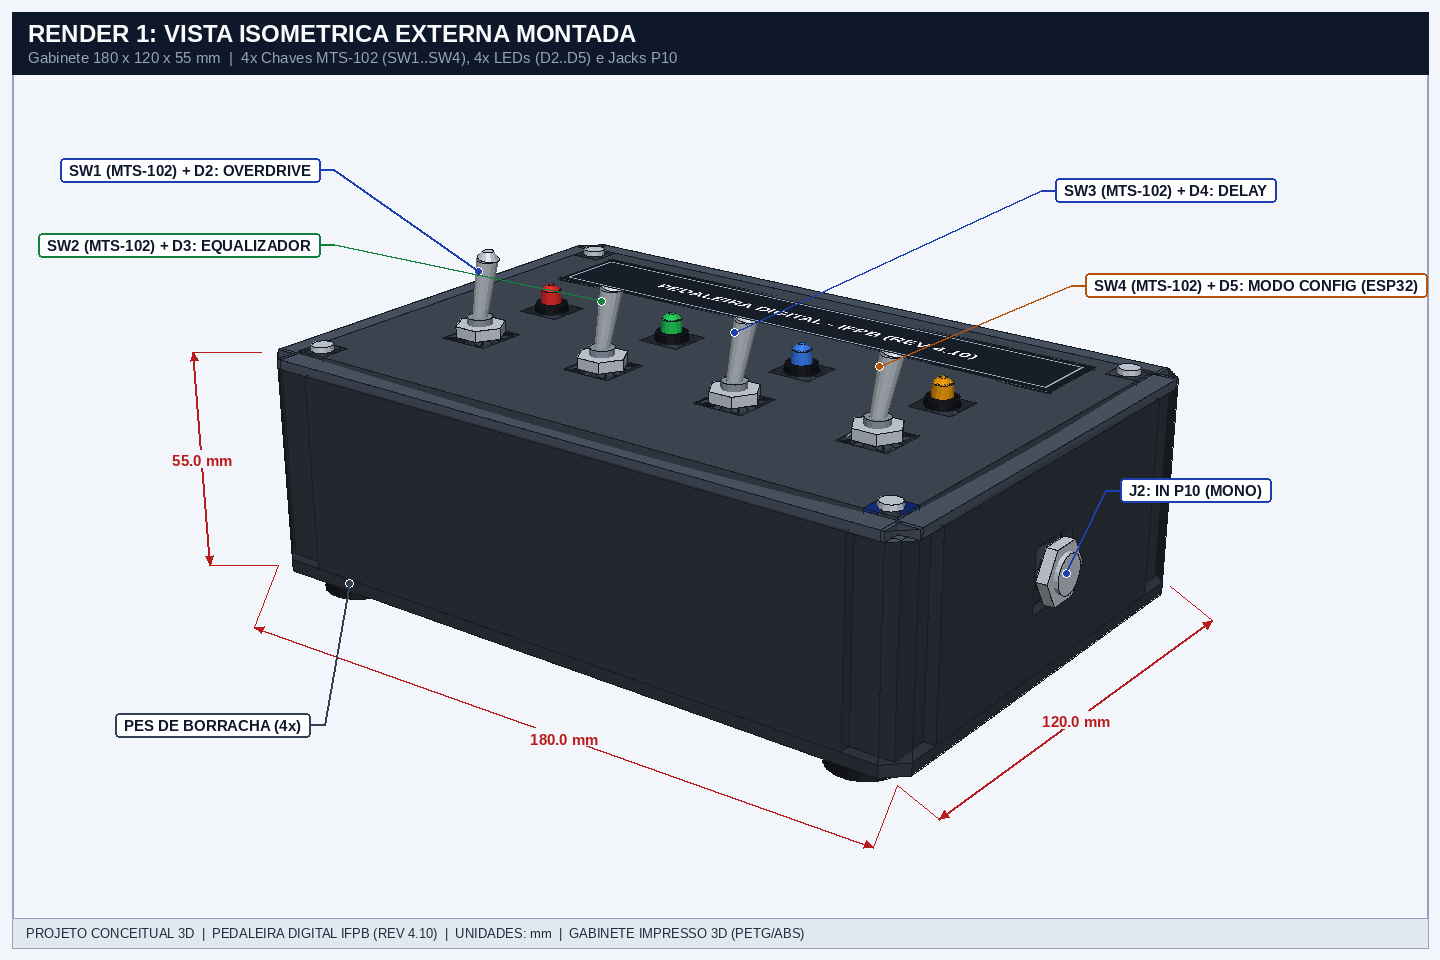 RENDER 1: VISTA ISOMETRICA EXTERNA MONTADA
Gabinete 180 x 120 x 55 mm | 4x Chaves MTS-102 (SW1..SW4), 4x LEDs (D2..D5) e Jacks P10
SW1 (MTS-102) + D2: OVERDRIVE
SW3 (MTS-102) + D4: DELAY
SW2 (MTS-102) + D3: EQUALIZADOR
SW4 (MTS-102) + D5: MODO CONFIG (ESP32)
PEDALEIRA DIGITAL - IFPB (REV 4.10)
55.0 mm
J2: IN P10 (MONO)
PES DE BORRACHA (4x)
180.0 mm
120.0 mm
PROJETO CONCEITUAL 3D | PEDALEIRA DIGITAL IFPB (REV 4.10) | UNIDADES: mm | GABINETE IMPRESSO 3D (PETG/ABS)